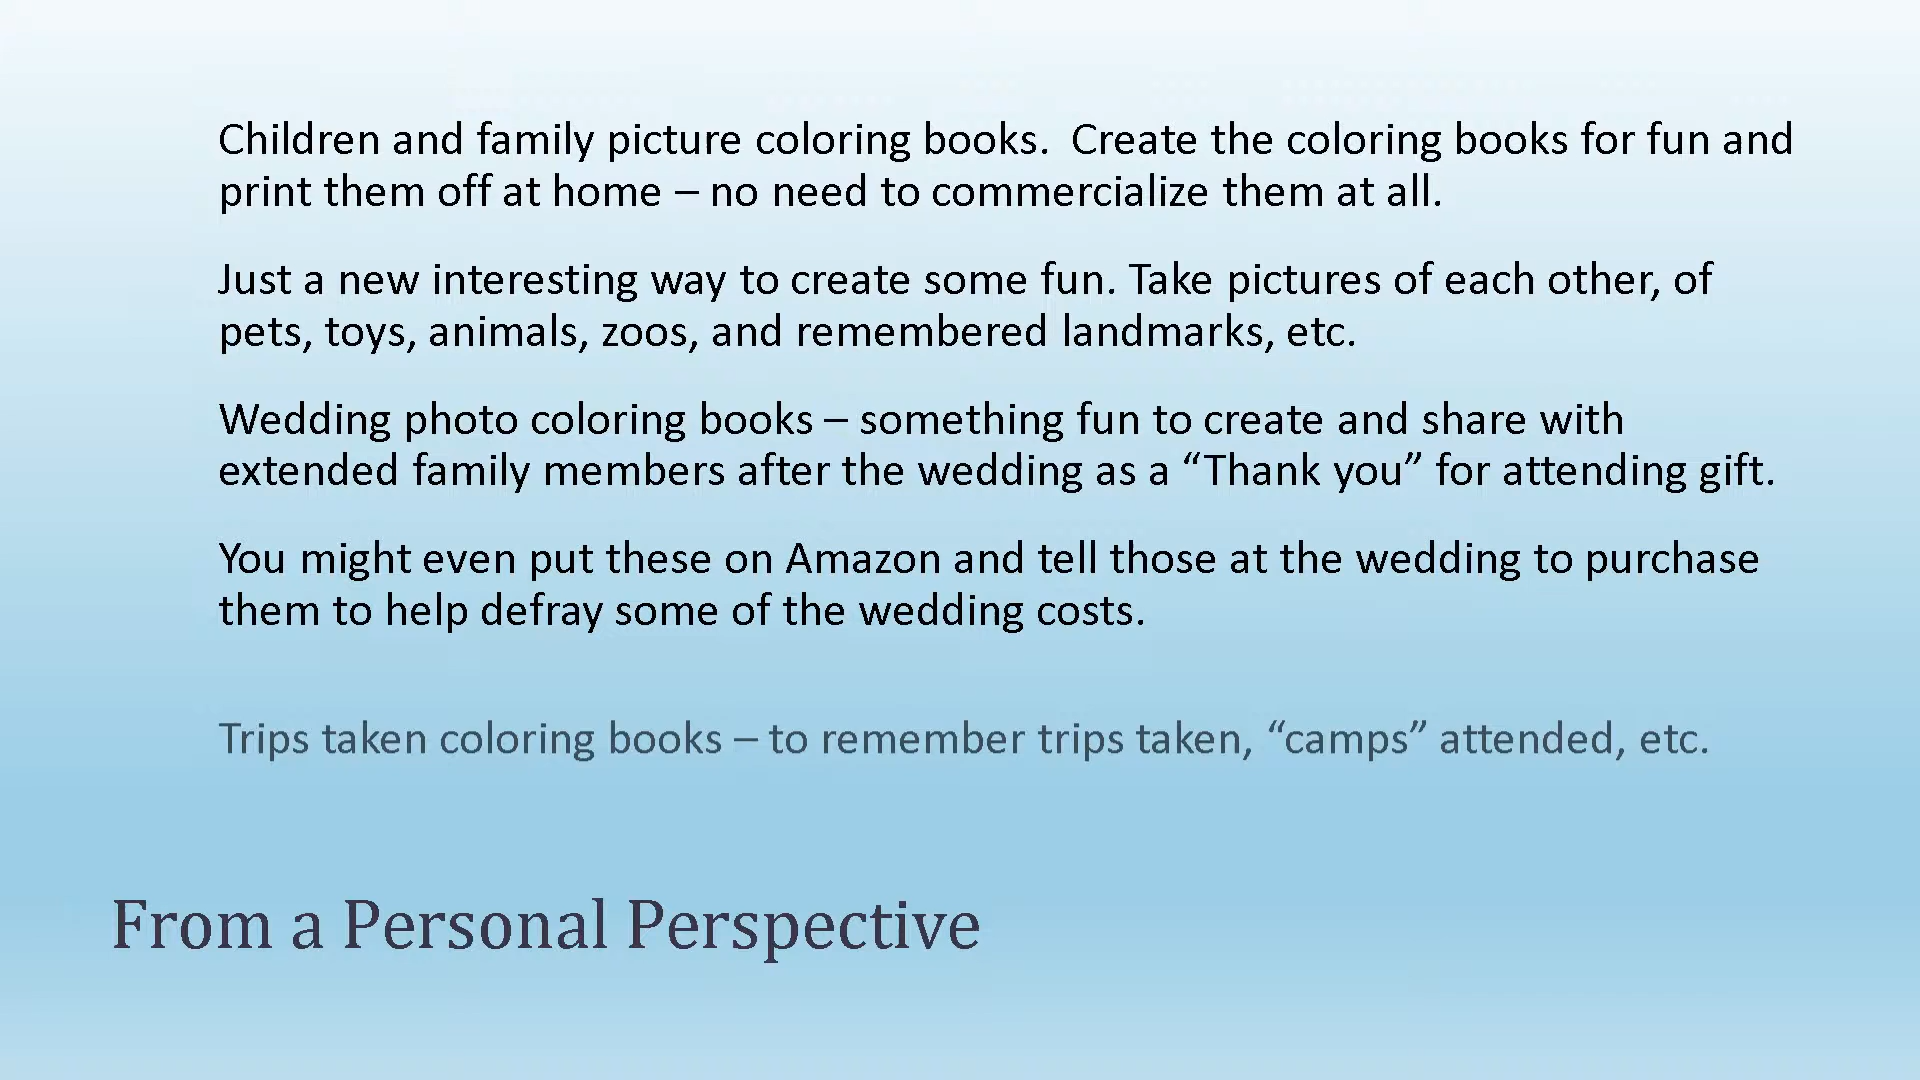 Children and family picture coloring books.  Create the coloring books for fun and
print them off at home – no need to commercialize them at all.
Just a new interesting way to create some fun. Take pictures of each other, of
pets, toys, animals, zoos, and remembered landmarks, etc.
Wedding photo coloring books – something fun to create and share with
extended family members after the wedding as a “Thank you” for attending gift.
You might even put these on Amazon and tell those at the wedding to purchase
them to help defray some of the wedding costs.
Trips taken coloring books – to remember trips taken, “camps” attended, etc.
From a Personal Perspective